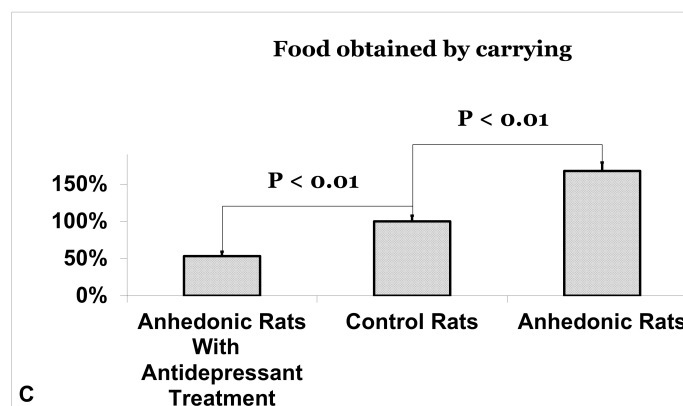 Food obtained by carrying
P < 0.01
P < 0.01
150%
100%
50%
0%
Anhedonic Rats
With
Antidepressant
Treatment
Control Rats
Anhedonic Rats
C